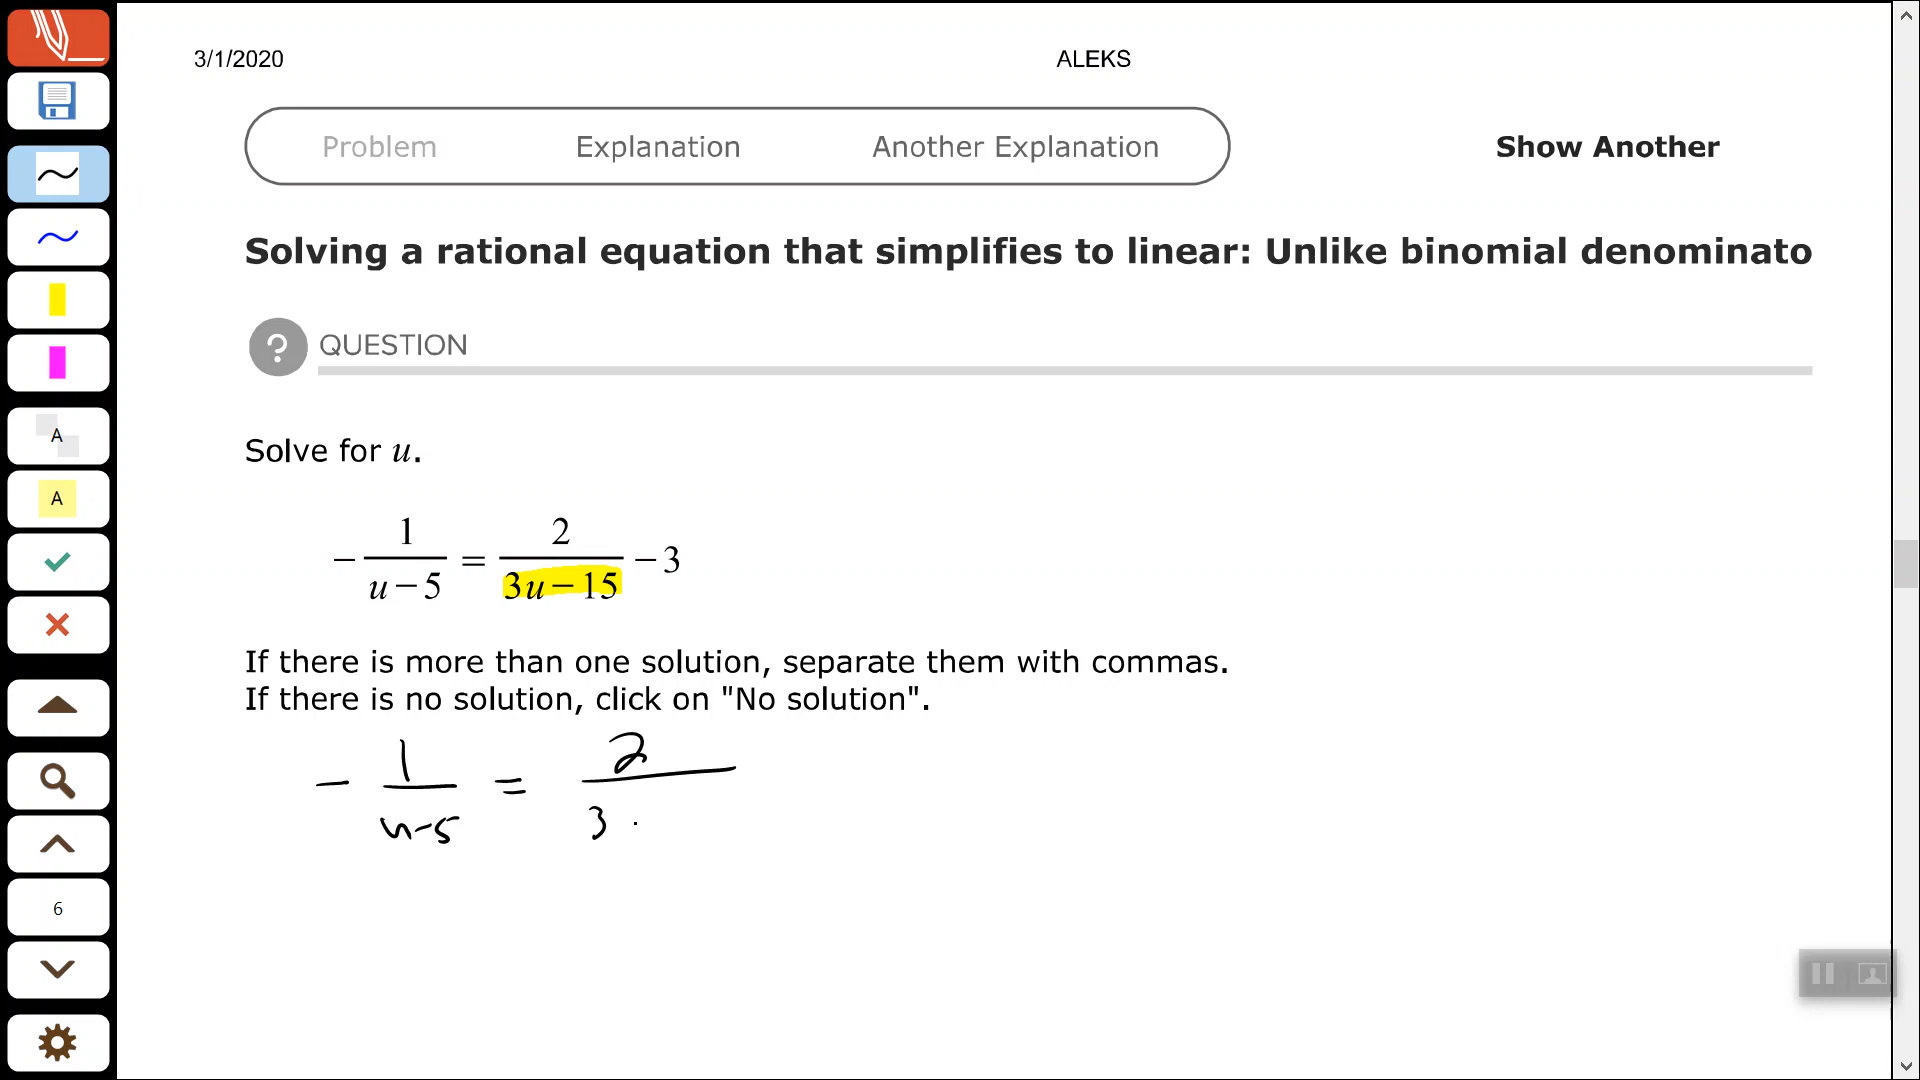 3/1/2020 ALEKS
Problem Explanation Another Explanation Show Another
Solving a rational equation that simplifies to linear: Unlike binomial denominato
? QUESTION
Solve for u.
− 1/(u − 5) = 2/(3u − 15) − 3
If there is more than one solution, separate them with commas.
If there is no solution, click on "No solution".
− 1/(u-5) = 2/(3 .
A
A
6